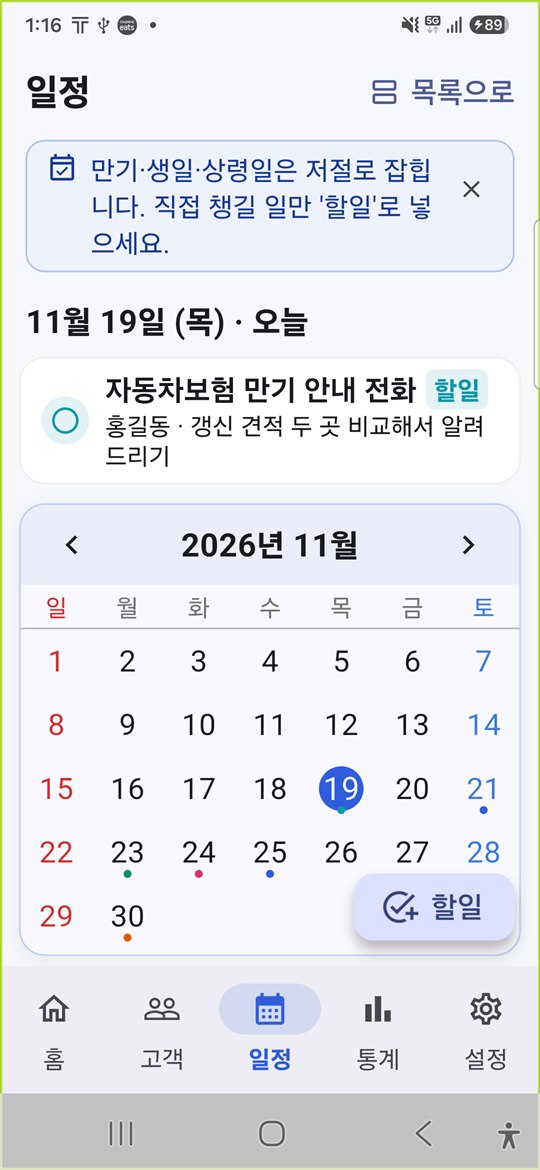 1:16
5G
89
일정
목록으로
만기·생일·상령일은 저절로 잡힙
니다. 직접 챙길 일만 '할일'로 넣
으세요.
11월 19일 (목) · 오늘
자동차보험 만기 안내 전화 할일
홍길동 · 갱신 견적 두 곳 비교해서 알려
드리기
2026년 11월
일 월 화 수 목 금 토
1 2 3 4 5 6 7
8 9 10 11 12 13 14
15 16 17 18 19 20 21
22 23 24 25 26 27 28
29 30
할일
홈 고객 일정 통계 설정